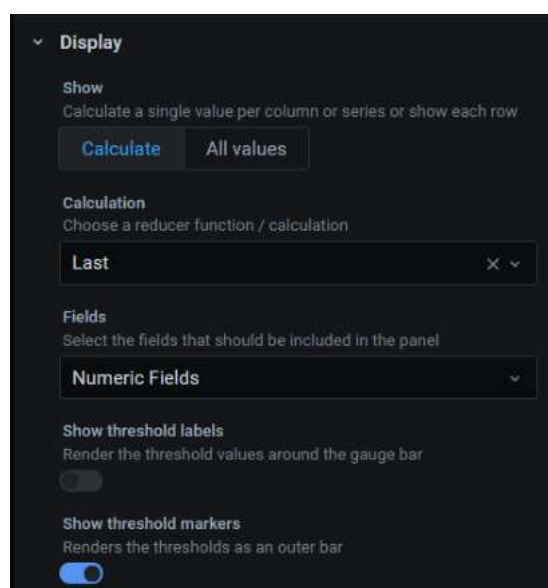 Display
Show
Calculate a single value per column or series or show each row
Calculate All values
Calculation
Choose a reducer function / calculation
Last
Fields
Select the fields that should be included in the panel
Numeric Fields
Show threshold labels
Render the threshold values around the gauge bar
Show threshold markers
Renders the thresholds as an outer bar